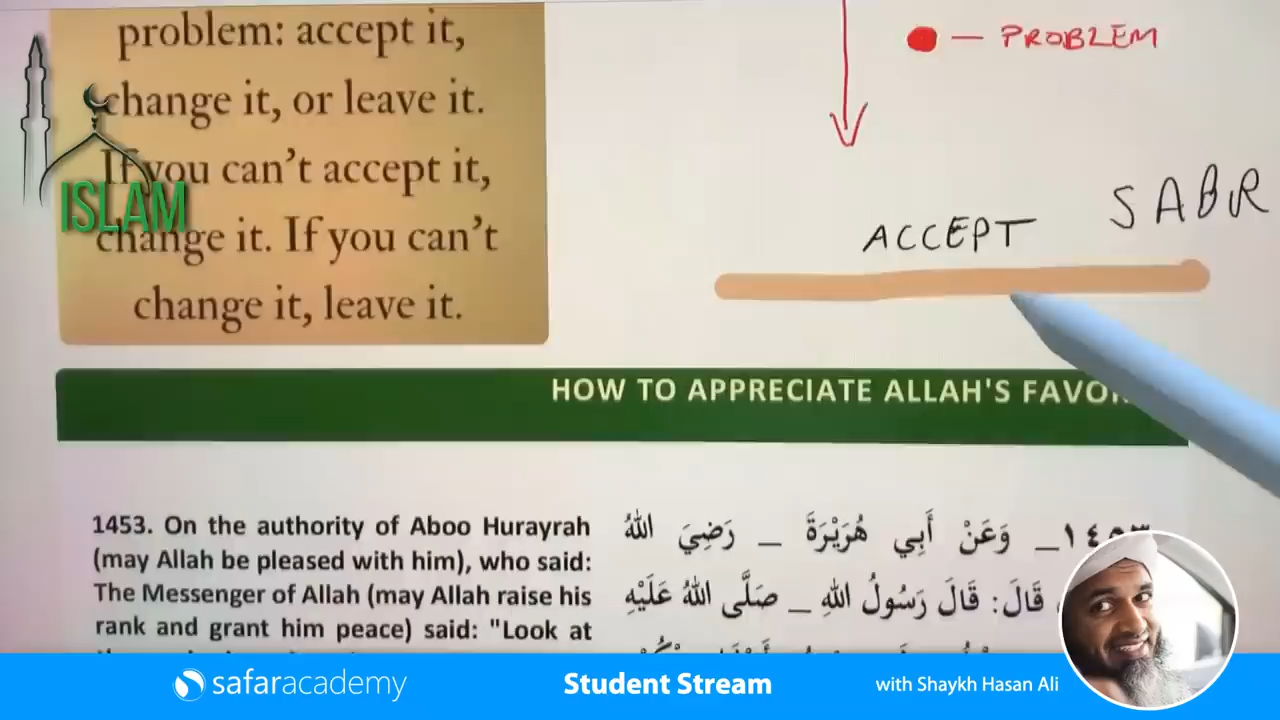 problem: accept it,
change it, or leave it.
If you can't accept it,
change it. If you can't
change it, leave it.
ISLAM
PROBLEM
ACCEPT
SABR
HOW TO APPRECIATE ALLAH'S
1453. On the authority of Aboo Hurayrah
(may Allah be pleased with him), who said:
The Messenger of Allah (may Allah raise his
rank and grant him peace) said: "Look at
وَعَنْ أَبِي هُرَيْرَةَ _ رَضِيَ اللهُ
قَالَ: قَالَ رَسُولُ اللهِ _ صَلَّى اللهُ عَلَيْهِ
safaracademy
Student Stream
with Shaykh Hasan Ali